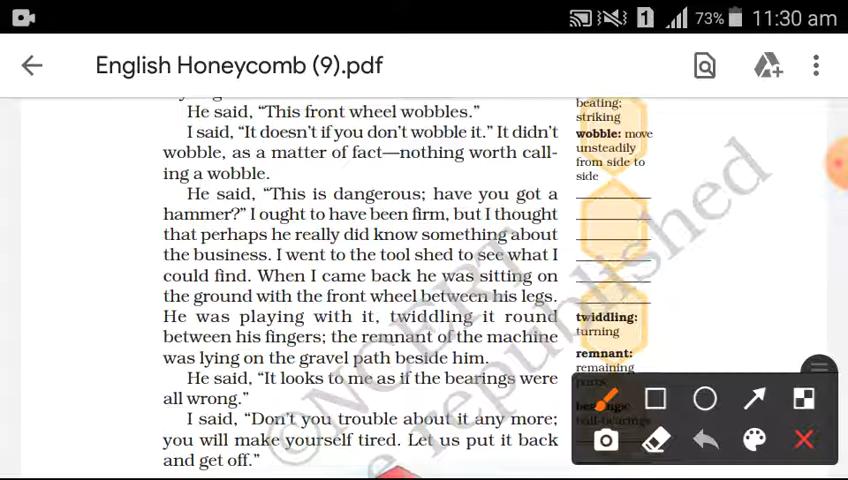 73% 11:30 am
English Honeycomb (9).pdf
He said, “This front wheel wobbles.”
I said, “It doesn’t if you don’t wobble it.” It didn’t
wobble, as a matter of fact—nothing worth call-
ing a wobble.
He said, “This is dangerous; have you got a
hammer?” I ought to have been firm, but I thought
that perhaps he really did know something about
the business. I went to the tool shed to see what I
could find. When I came back he was sitting on
the ground with the front wheel between his legs.
He was playing with it, twiddling it round
between his fingers; the remnant of the machine
was lying on the gravel path beside him.
He said, “It looks to me as if the bearings were
all wrong.”
I said, “Don’t you trouble about it any more;
you will make yourself tired. Let us put it back
and get off.”
beating;
striking
wobble: move
unsteadily
from side to
side
twiddling:
turning
remnant:
remaining
parts
bearings:
ball-bearings
©NCERT
republished
1